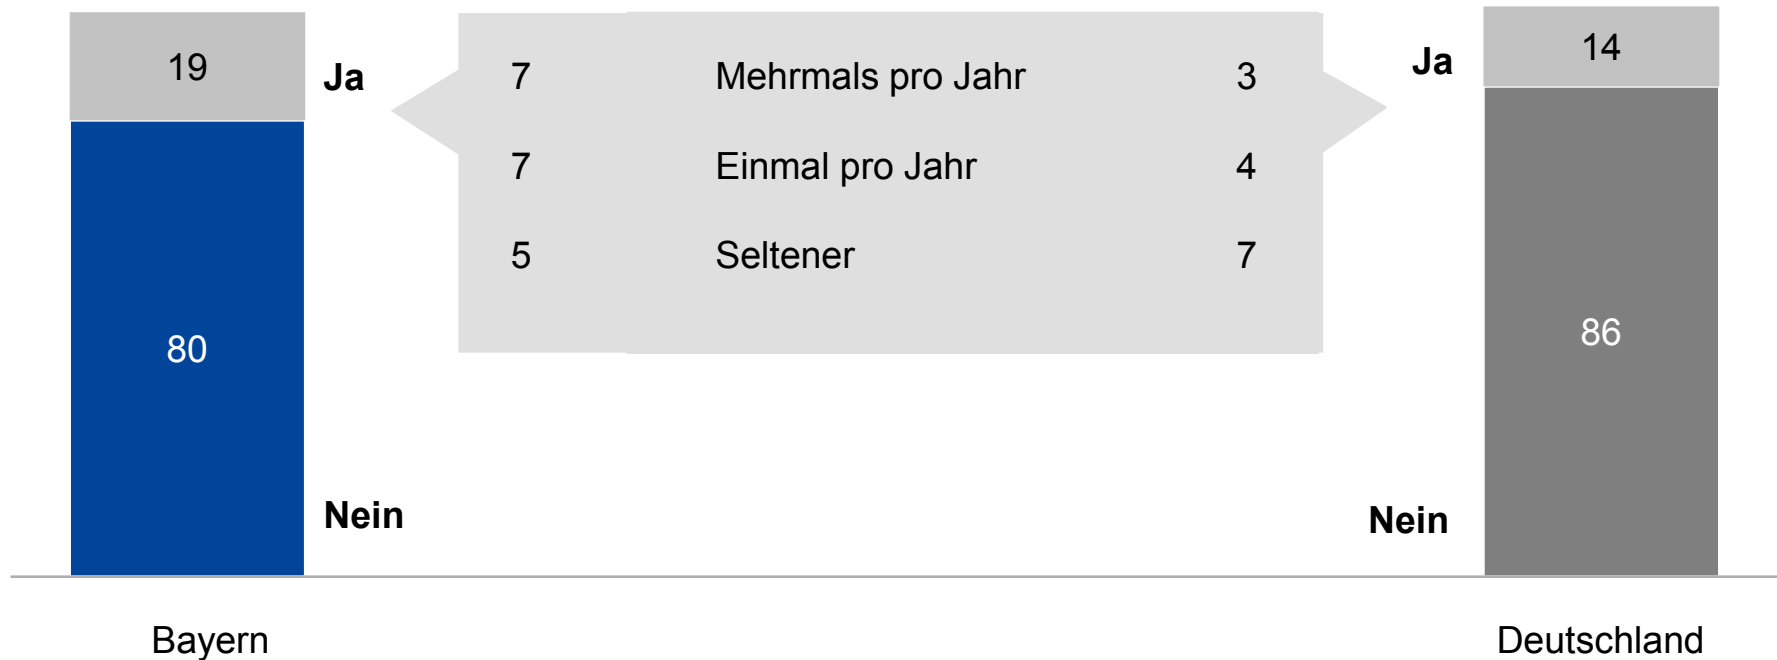 19
Ja
7 Mehrmals pro Jahr 3
Ja
14
7 Einmal pro Jahr 4
5 Seltener 7
80
86
Nein
Nein
Bayern
Deutschland